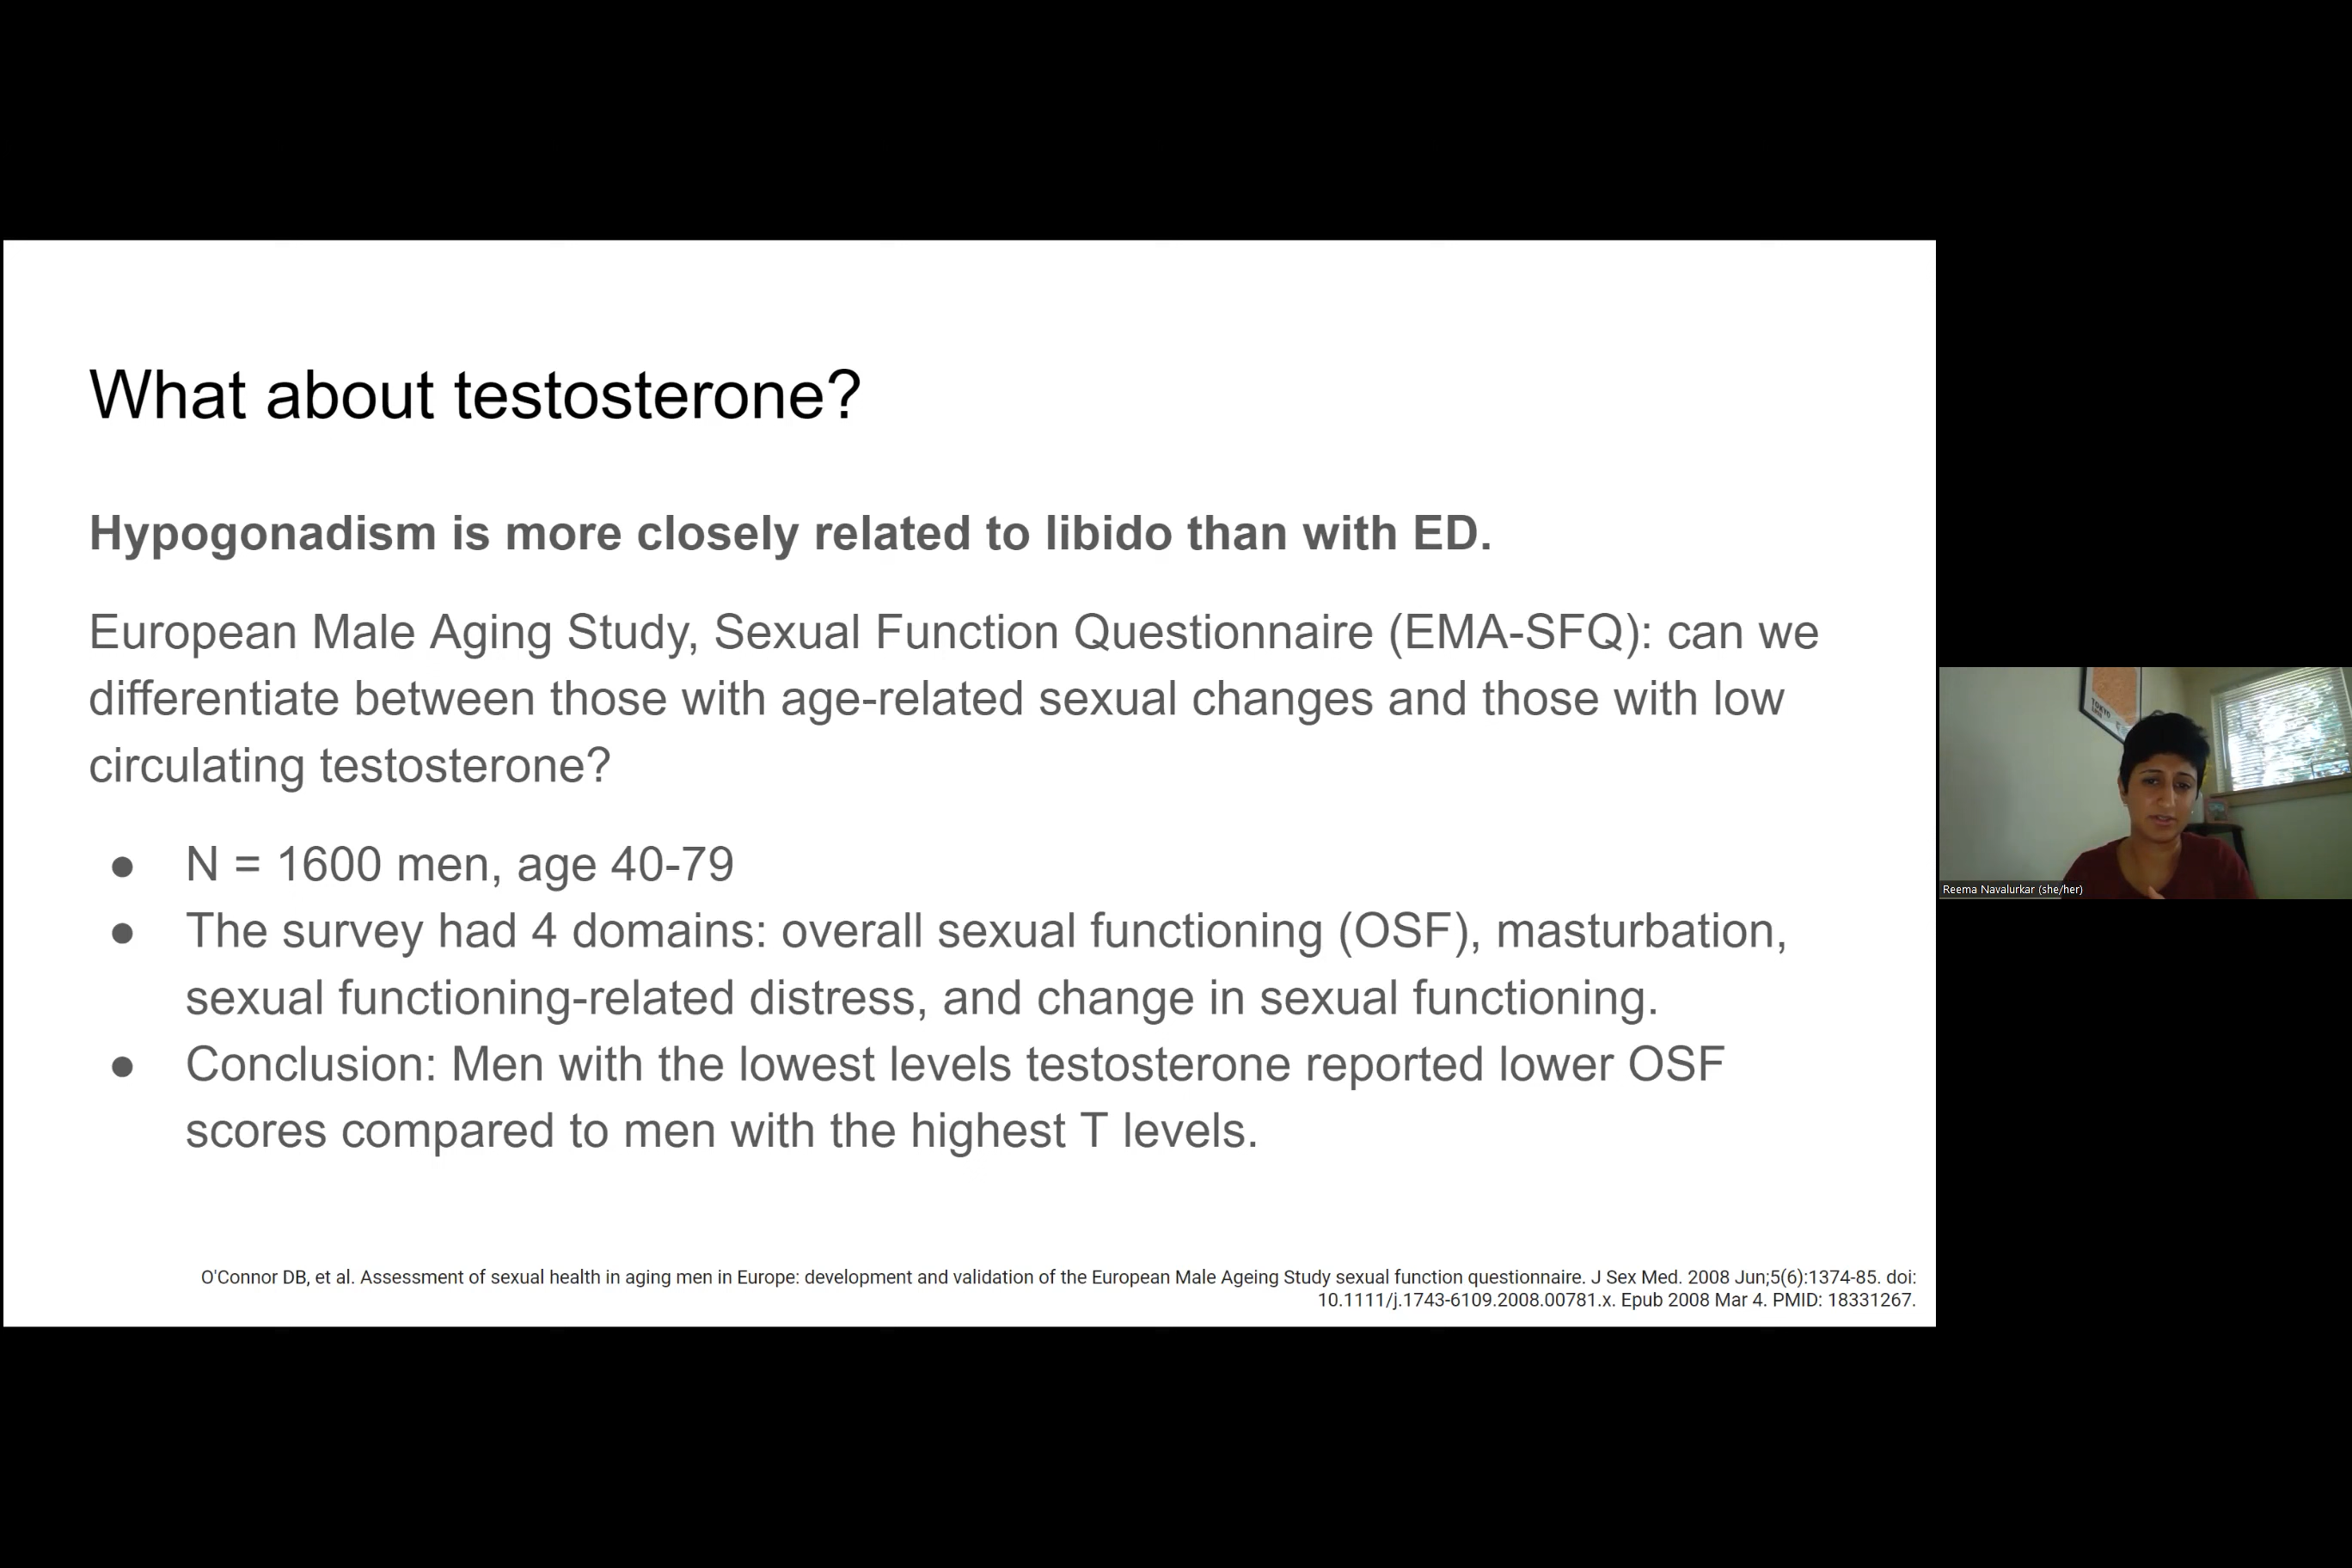 What about testosterone?
Hypogonadism is more closely related to libido than with ED.
European Male Aging Study, Sexual Function Questionnaire (EMA-SFQ): can we
differentiate between those with age-related sexual changes and those with low
circulating testosterone?
● N = 1600 men, age 40-79
● The survey had 4 domains: overall sexual functioning (OSF), masturbation,
sexual functioning-related distress, and change in sexual functioning.
● Conclusion: Men with the lowest levels testosterone reported lower OSF
scores compared to men with the highest T levels.
O'Connor DB, et al. Assessment of sexual health in aging men in Europe: development and validation of the European Male Ageing Study sexual function questionnaire. J Sex Med. 2008 Jun;5(6):1374-85. doi:
10.1111/j.1743-6109.2008.00781.x. Epub 2008 Mar 4. PMID: 18331267.
TOKYO
Reema Navalurkar (she/her)